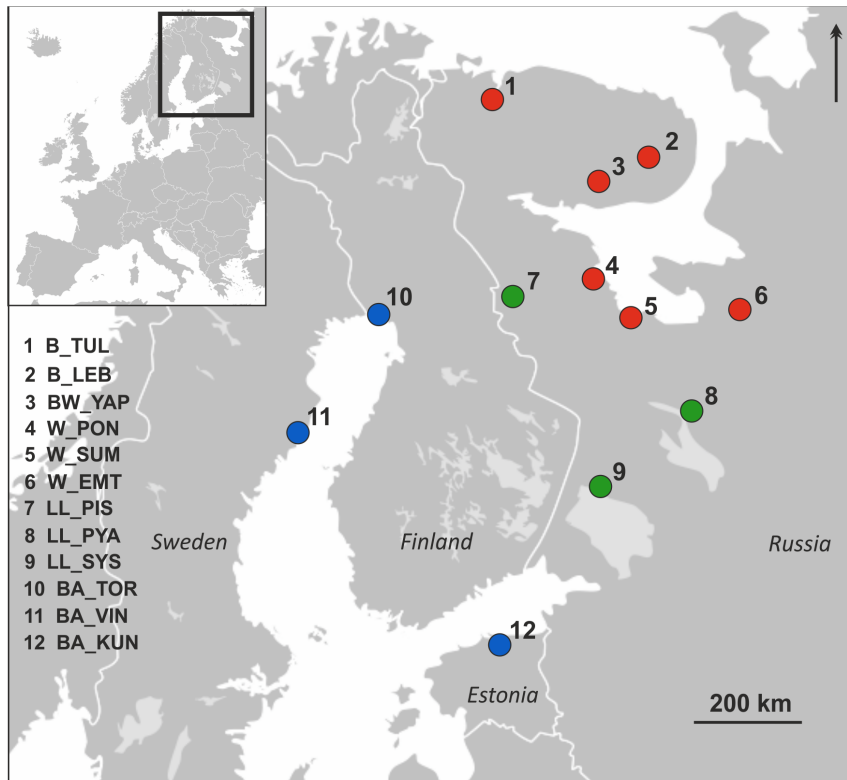 1
2
3
4
5
6
7
8
9
10
11
12
1 B_TUL
2 B_LEB
3 BW_YAP
4 W_PON
5 W_SUM
6 W_EMT
7 LL_PIS
8 LL_PYA
9 LL_SYS
10 BA_TOR
11 BA_VIN
12 BA_KUN
Sweden
Finland
Russia
Estonia
200 km